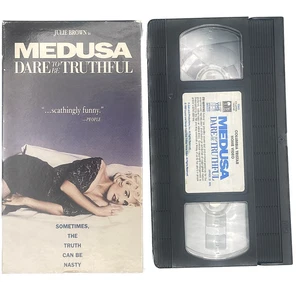 JULIE BROWN is
MEDUSA
DARE TO BE TRUTHFUL
"...scathingly funny."
–PEOPLE
SOMETIMES,
THE
TRUTH
CAN BE
NASTY
MEDUSA
DARE TO BE TRUTHFUL